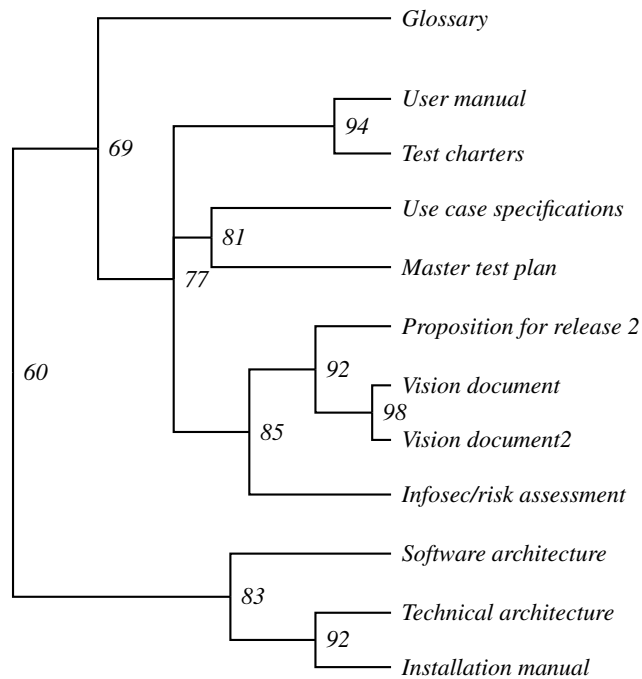 Glossary
User manual
94
Test charters
69
Use case specifications
81
Master test plan
77
Proposition for release 2
92
60
Vision document
98
Vision document2
85
Infosec/risk assessment
Software architecture
83
Technical architecture
92
Installation manual